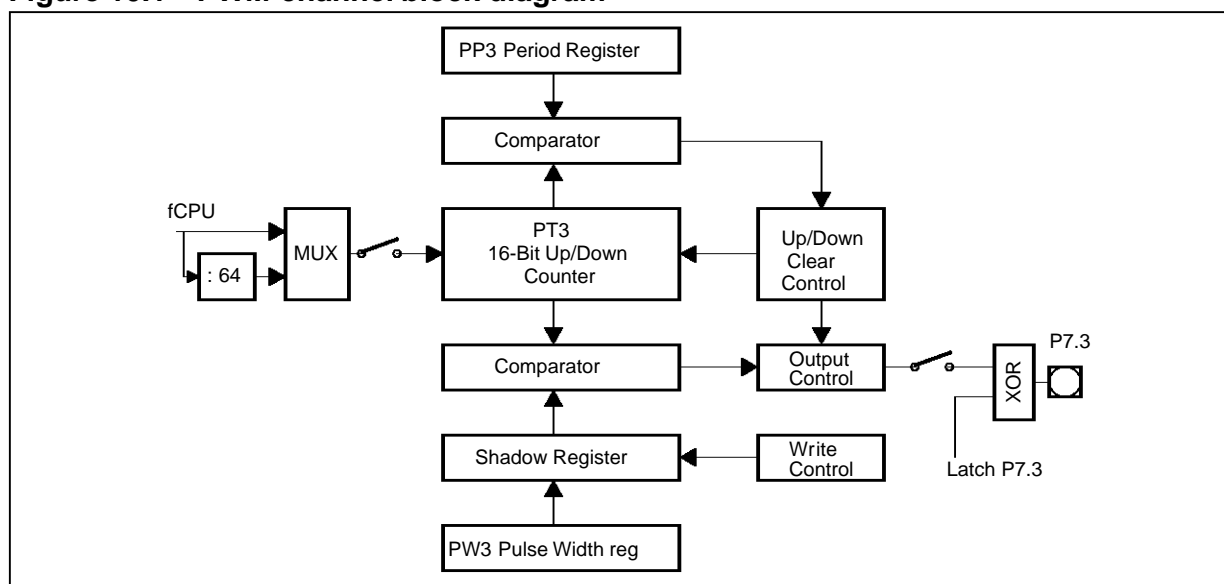 PP3 Period Register
Comparator
fCPU
: 64
MUX
PT3
16-Bit Up/Down
Counter
Up/Down
Clear
Control
Comparator
Output
Control
P7.3
XOR
Shadow Register
Write
Control
Latch P7.3
PW3 Pulse Width reg